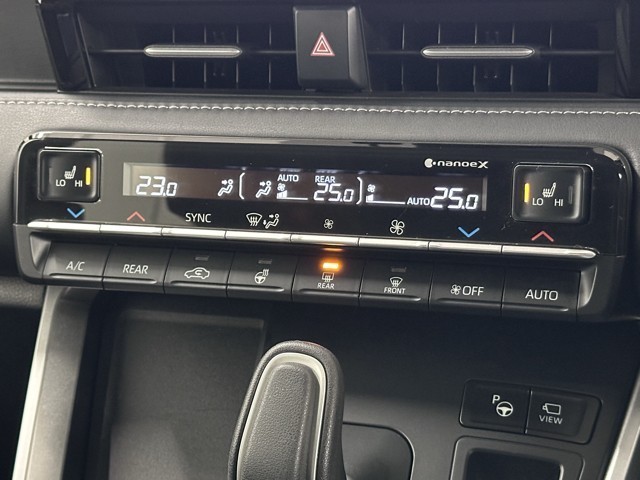 nanoeX
LO HI
23.0
AUTO REAR
25.0
AUTO 25.0
LO HI
SYNC
A/C
REAR
REAR
FRONT
OFF
AUTO
P
VIEW